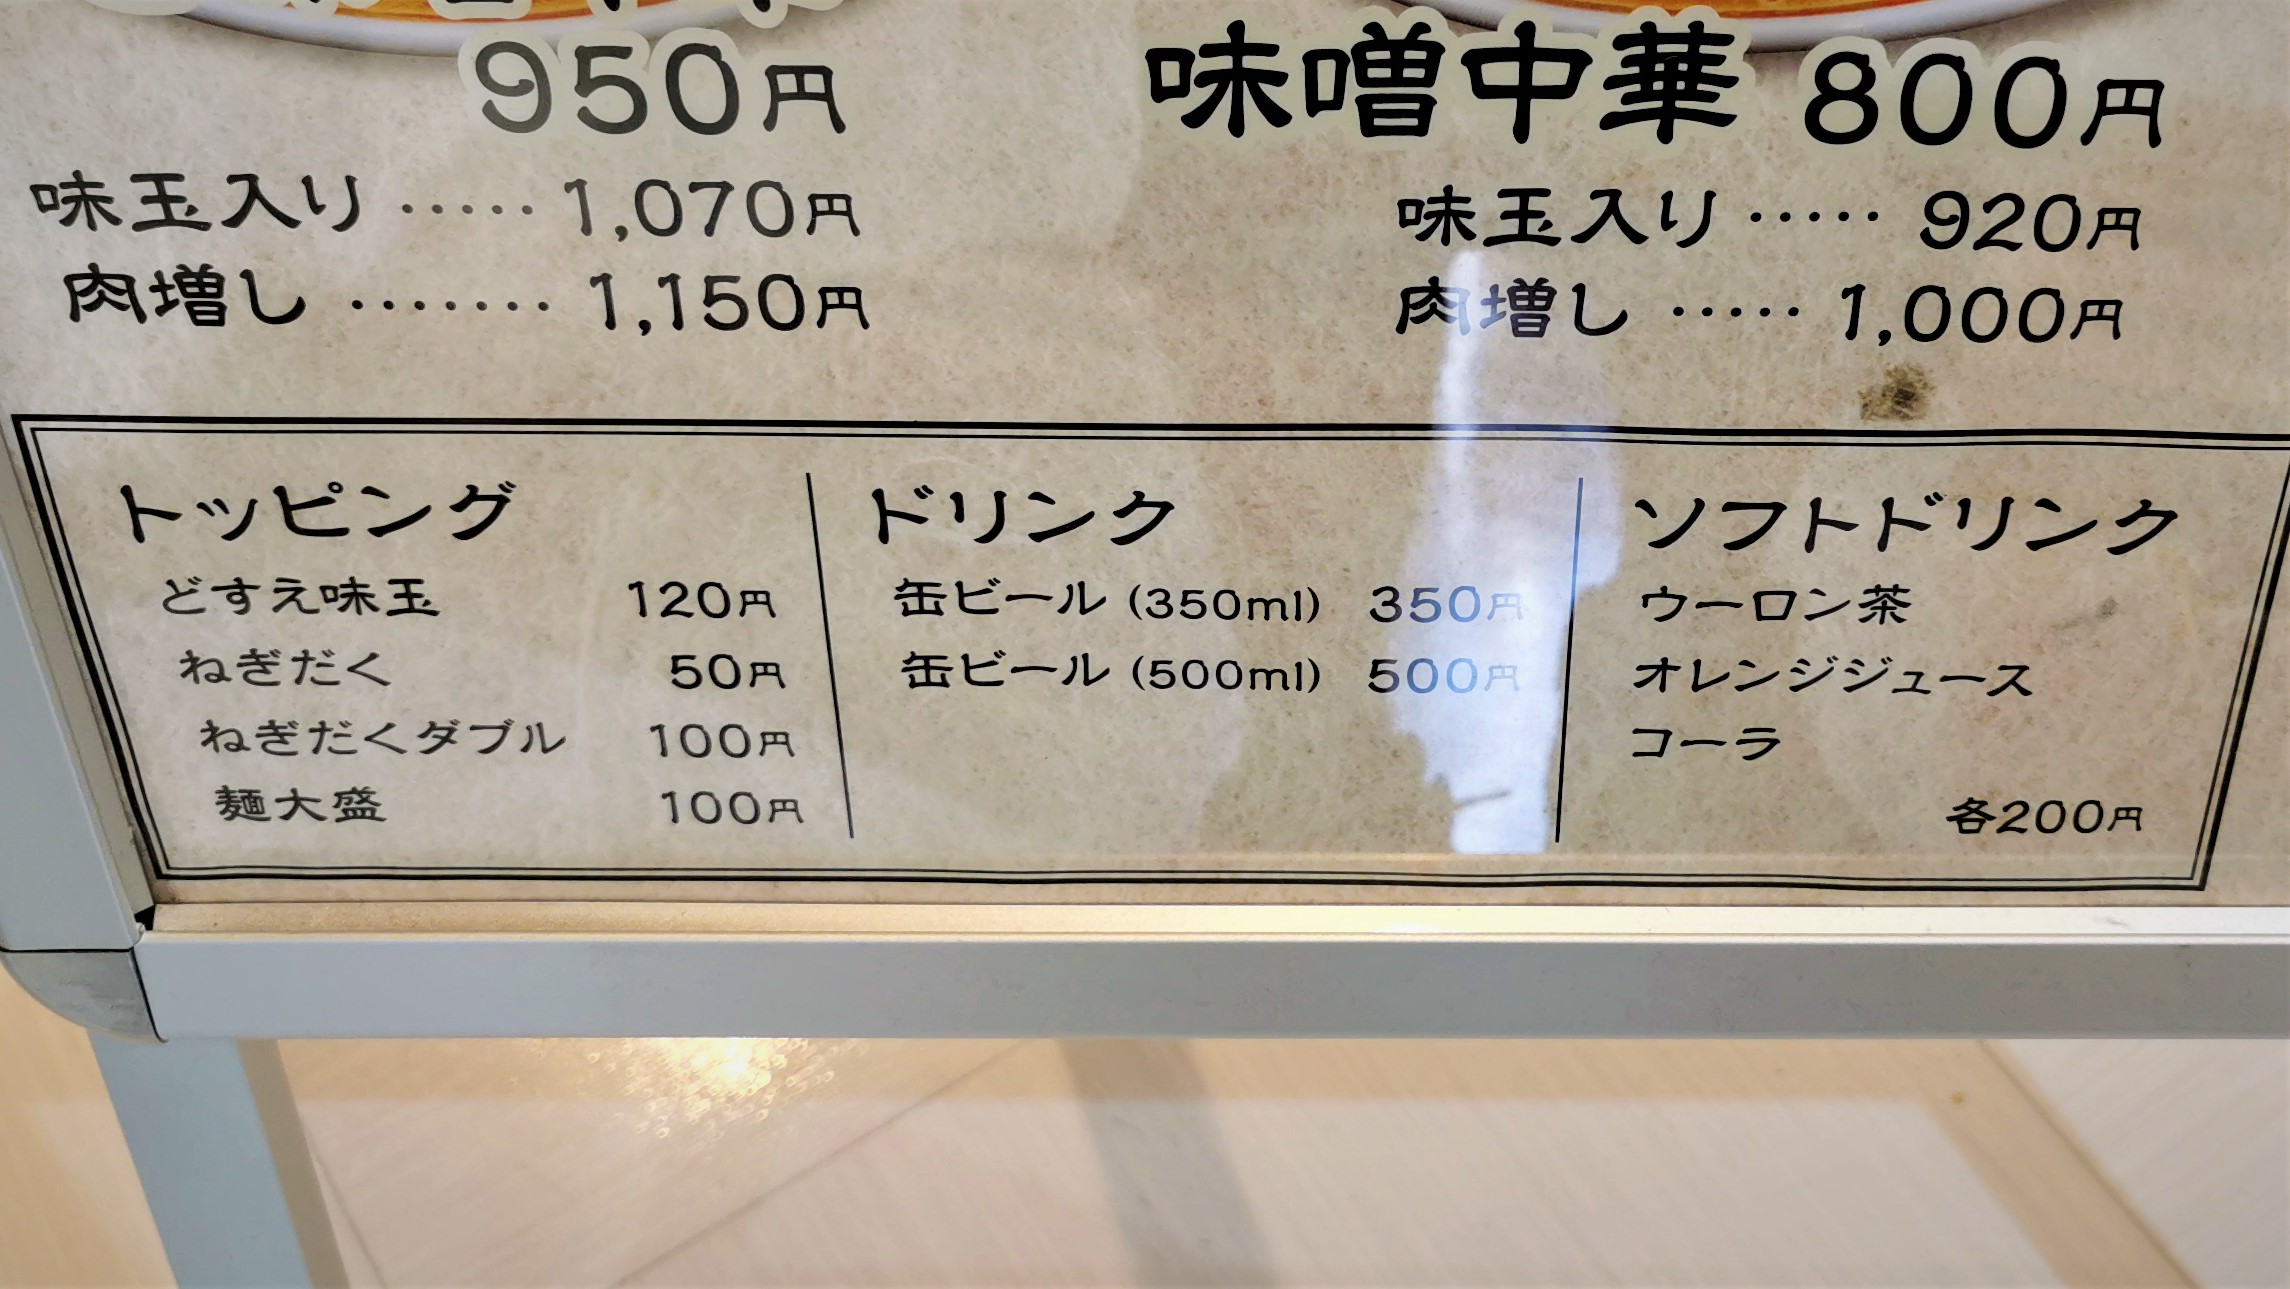 950円
味玉入り ····· 1,070円
肉増し ······· 1,150円
味噌中華 800円
味玉入り ····· 920円
肉増し ····· 1,000円
トッピング
どすえ味玉 120円
ねぎだく 50円
ねぎだくダブル 100円
麺大盛 100円
ドリンク
缶ビール (350ml) 350円
缶ビール (500ml) 500円
ソフトドリンク
ウーロン茶
オレンジジュース
コーラ
各200円